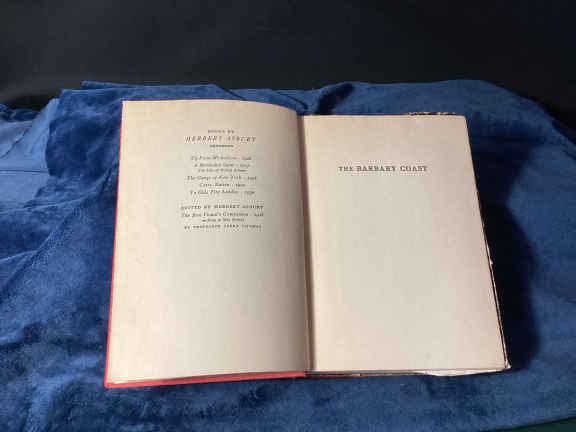 BOOKS BY
HERBERT ASBURY
Up From Methodism · 1926
A Methodist Saint · 1927
The Life of Bishop Asbury
The Gangs of New York · 1928
Carry Nation · 1929
Ye Olde Fire Laddies · 1930
EDITED BY HERBERT ASBURY
The Bon Vivant's Companion · 1928
BY PROFESSOR JERRY THOMAS
THE BARBARY COAST